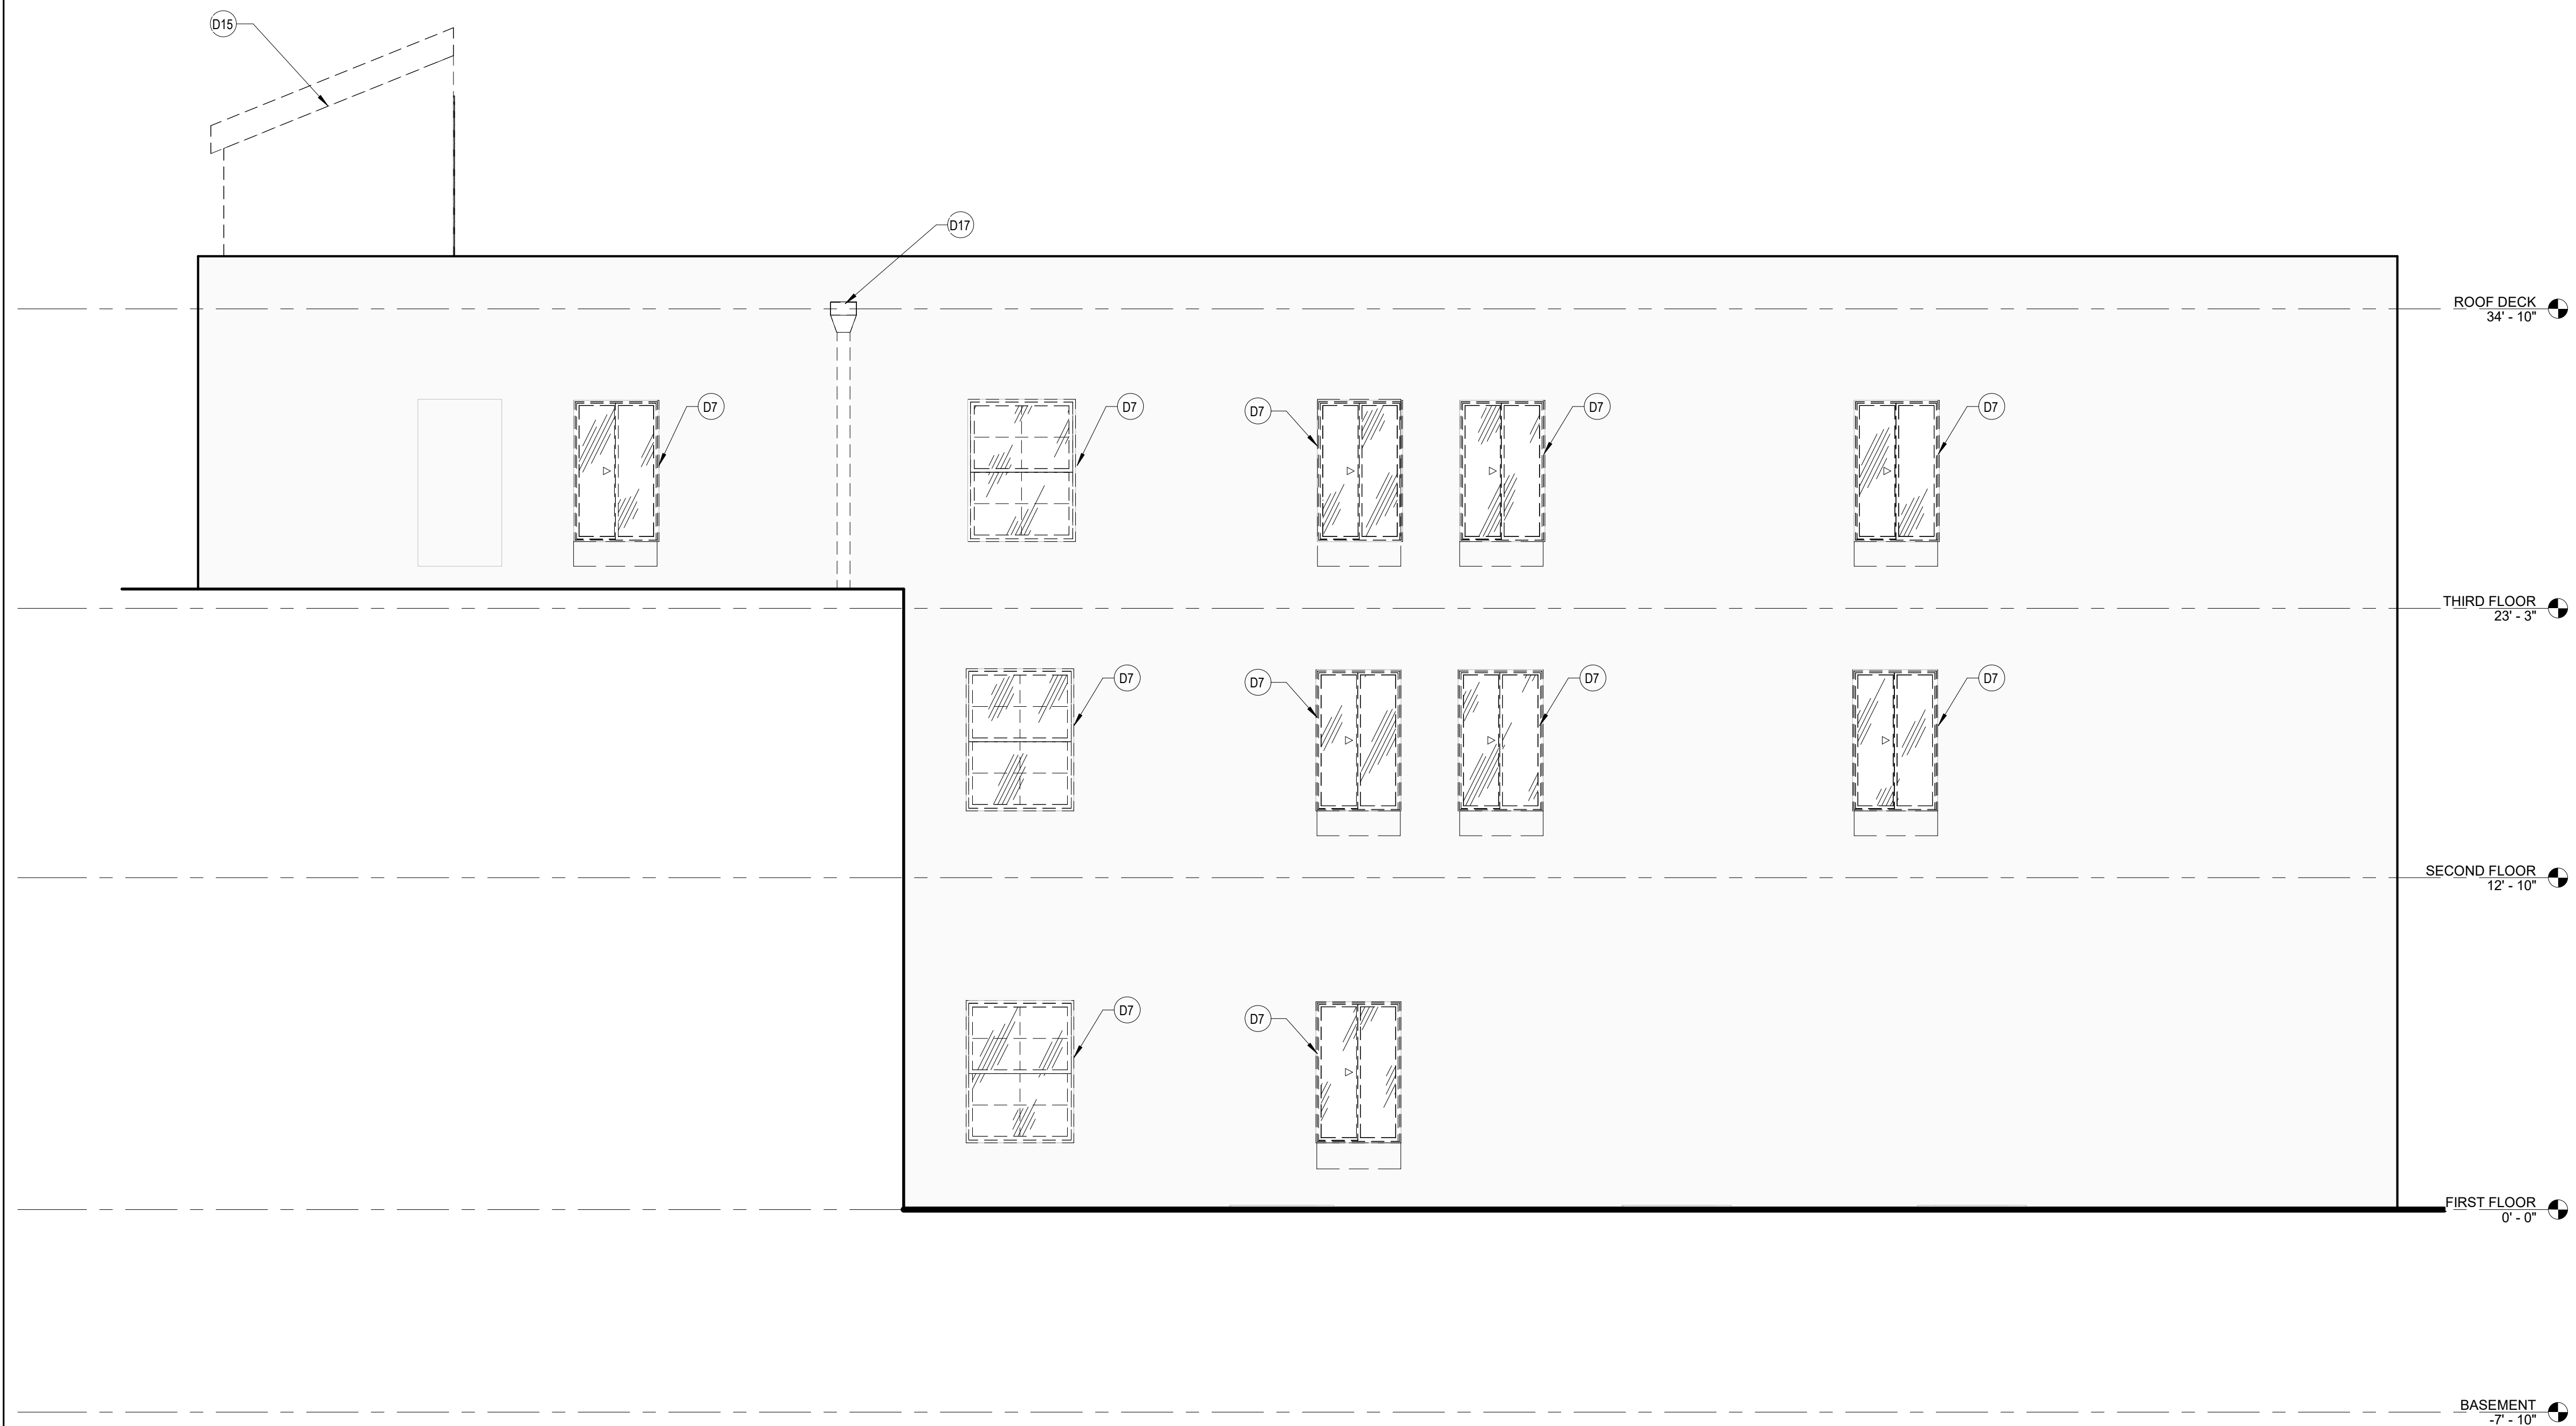 D15
D17
ROOF DECK
34' - 10"
D7
D7
D7
D7
D7
THIRD FLOOR
23' - 3"
D7
D7
D7
D7
SECOND FLOOR
12' - 10"
D7
D7
FIRST FLOOR
0' - 0"
BASEMENT
-7' - 10"